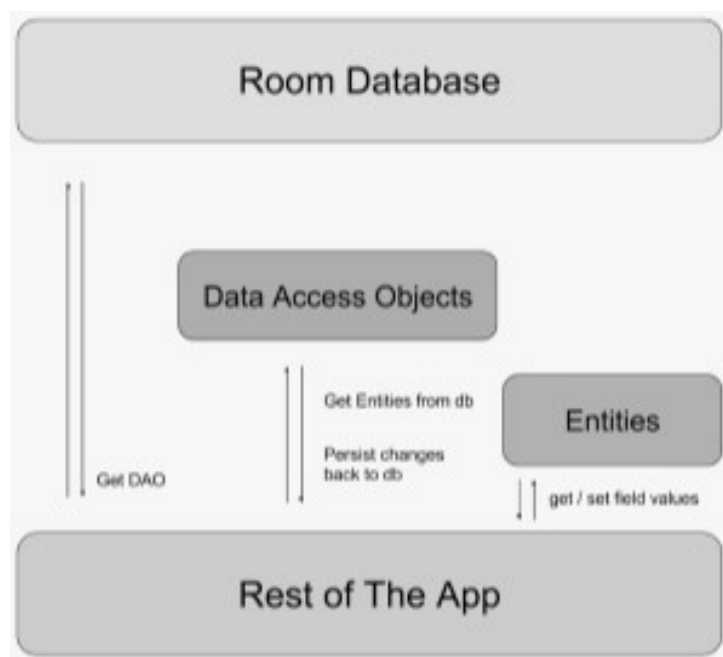 Room Database
Data Access Objects
Get Entities from db
Entities
Persist changes
back to db
Get DAO
get / set field values
Rest of The App